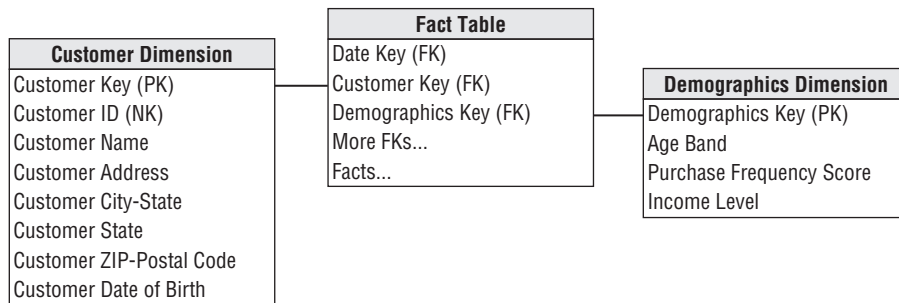 Customer Dimension
Customer Key (PK)
Customer ID (NK)
Customer Name
Customer Address
Customer City-State
Customer State
Customer ZIP-Postal Code
Customer Date of Birth
Fact Table
Date Key (FK)
Customer Key (FK)
Demographics Key (FK)
More FKs...
Facts...
Demographics Dimension
Demographics Key (PK)
Age Band
Purchase Frequency Score
Income Level